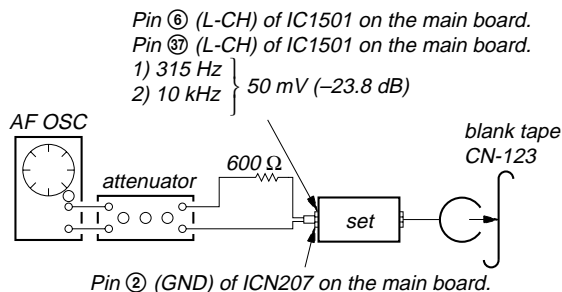 Pin ⑥ (L-CH) of IC1501 on the main board.
Pin ㊲ (L-CH) of IC1501 on the main board.
1) 315 Hz
2) 10 kHz
50 mV (–23.8 dB)
AF OSC
attenuator
600 Ω
set
blank tape
CN-123
Pin ② (GND) of ICN207 on the main board.